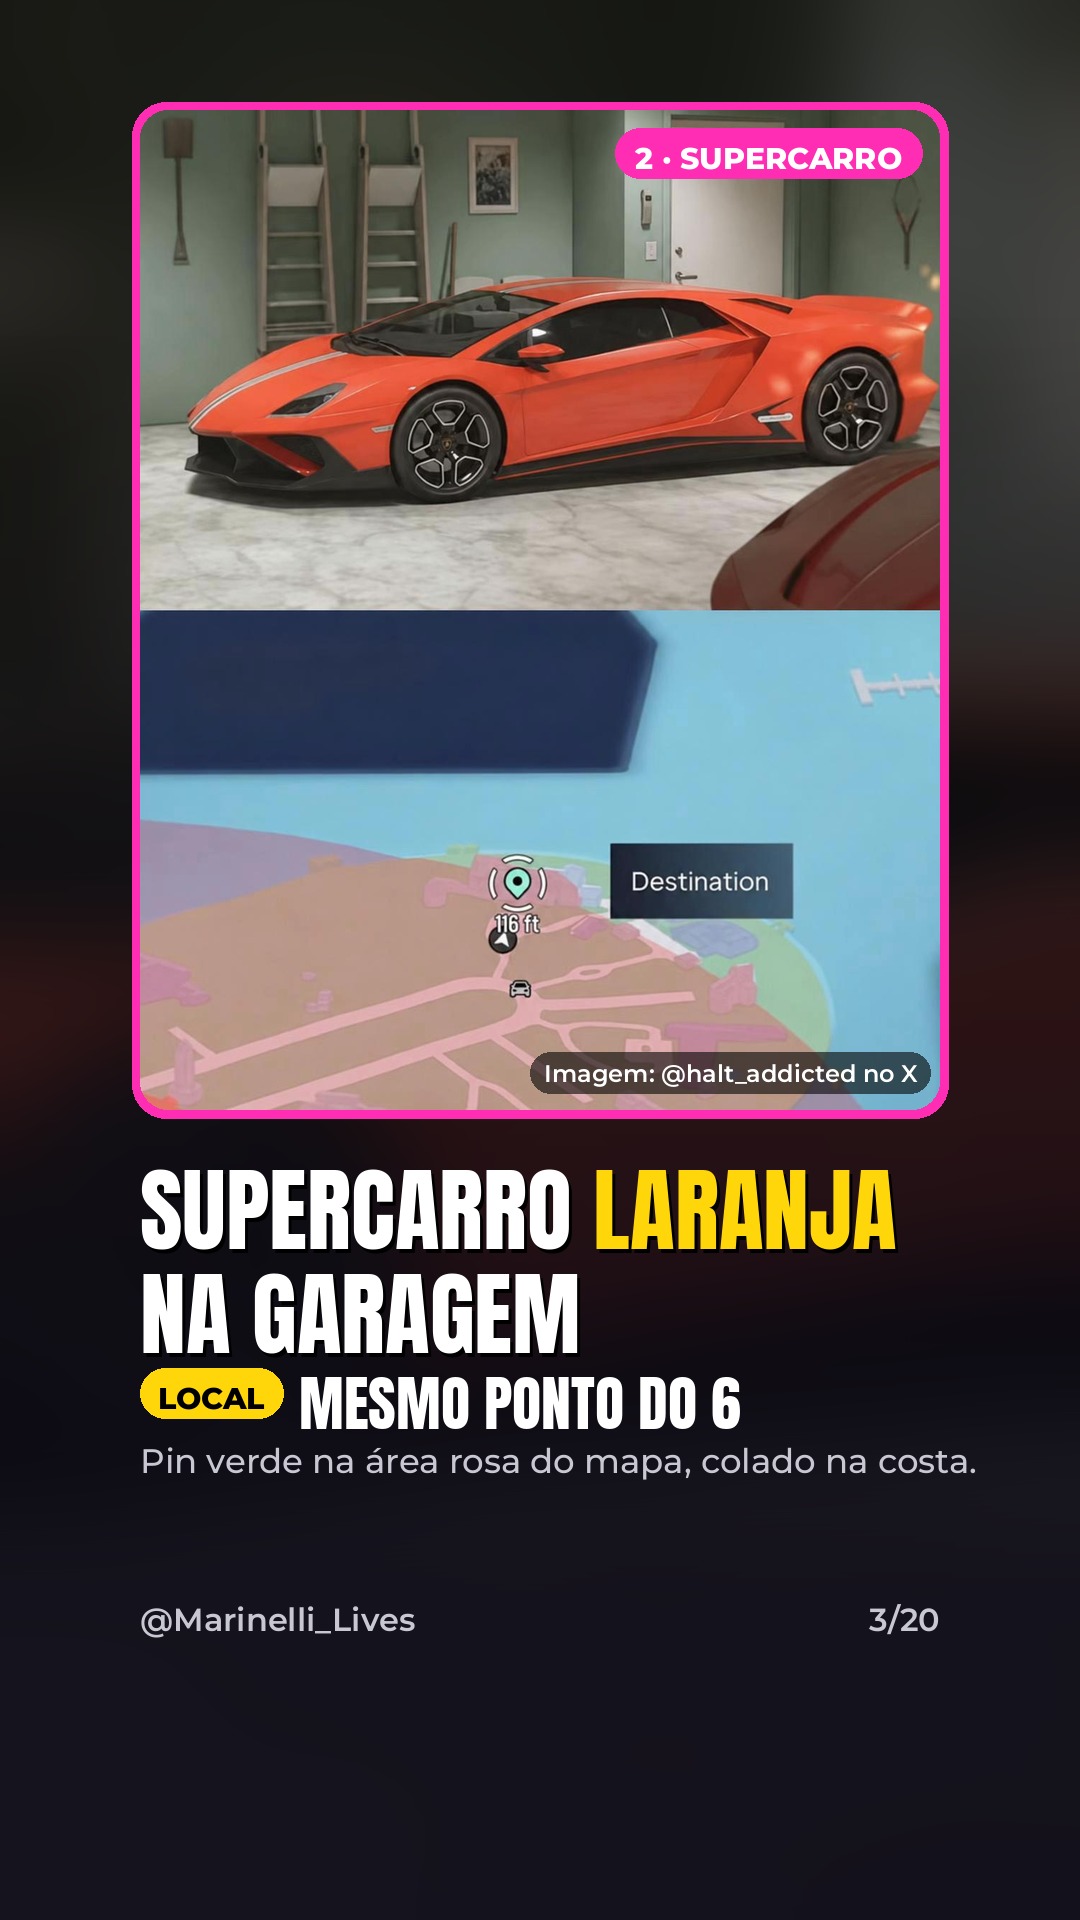 2 · SUPERCARRO
Destination
116 ft
Imagem: @halt_addicted no X
SUPERCARRO LARANJA
NA GARAGEM
LOCAL MESMO PONTO DO 6
Pin verde na área rosa do mapa, colado na costa.
@Marinelli_Lives
3/20